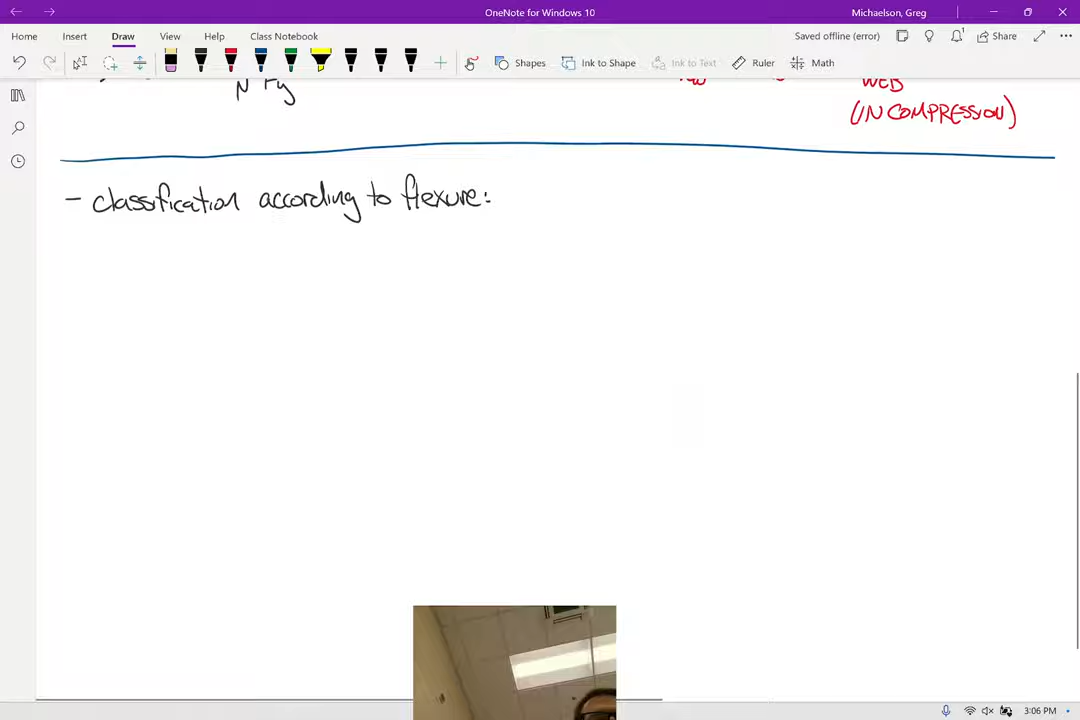 OneNote for Windows 10
Michaelson, Greg
Home Insert Draw View Help Class Notebook
Saved offline (error)
Share
Shapes Ink to Shape Ink to Text Ruler Math
WEB
(IN COMPRESSION)
- classification according to flexure:
3:06 PM